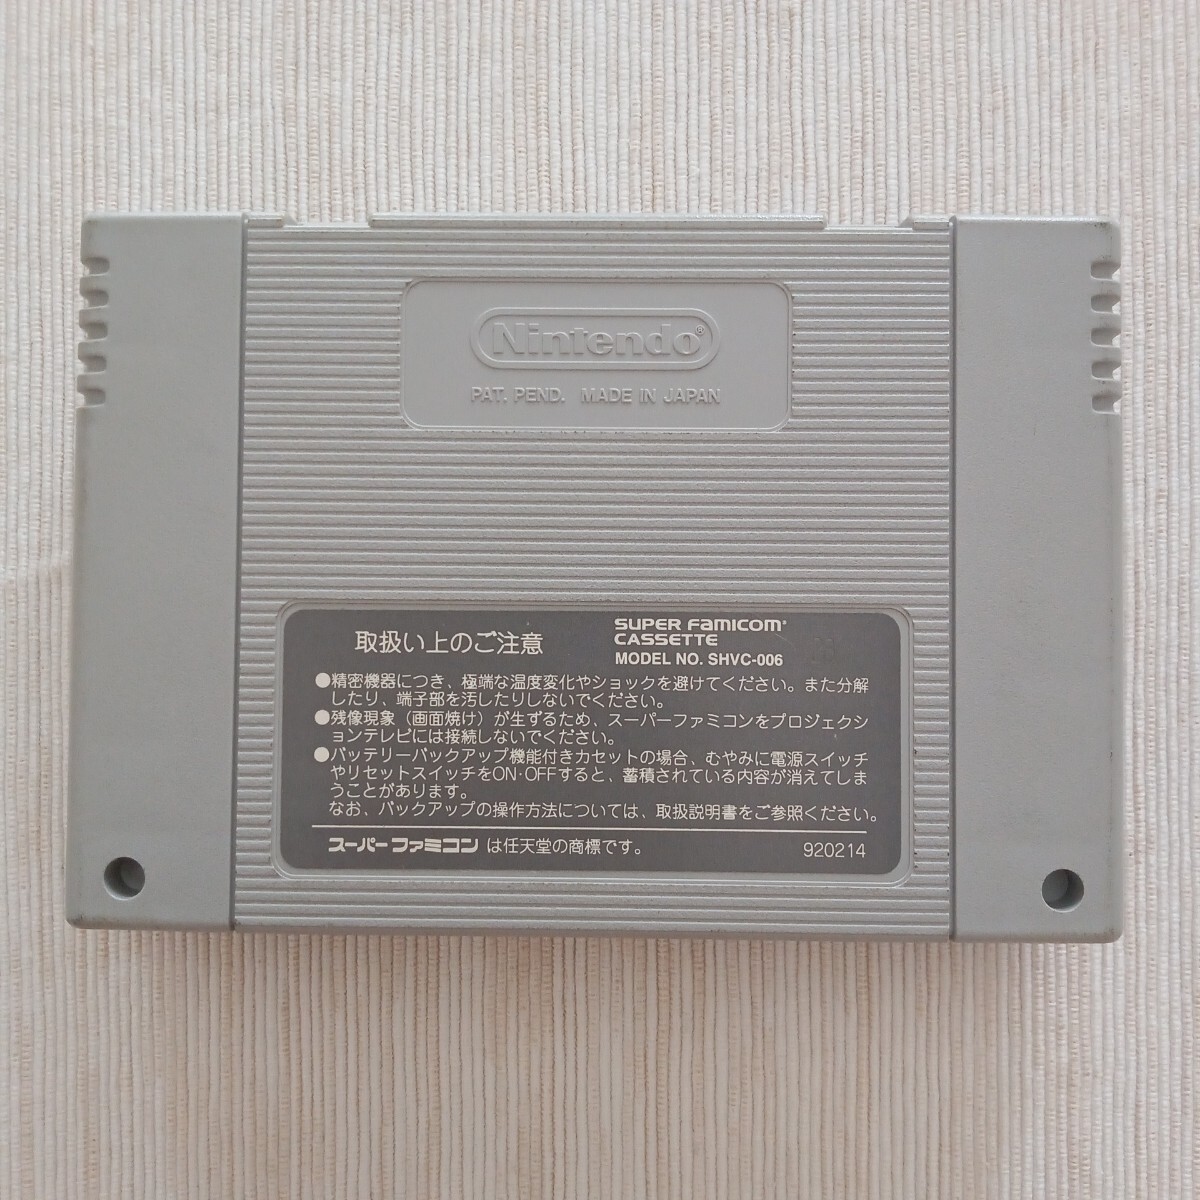 Nintendo®
PAT. PEND. MADE IN JAPAN
取扱い上のご注意
SUPER FAMICOM®
CASSETTE
MODEL NO. SHVC-006
●精密機器につき、極端な温度変化やショックを避けてください。また分解
したり、端子部を汚したりしないでください。
●残像現象(画面焼け)が生ずるため、スーパーファミコンをプロジェクシ
ョンテレビには接続しないでください。
●バッテリーバックアップ機能付きカセットの場合、むやみに電源スイッチ
やリセットスイッチをON・OFFすると、蓄積されている内容が消えてしま
うことがあります。
なお、バックアップの操作方法については、取扱説明書をご参照ください。
スーパーファミコン は任天堂の商標です。 920214